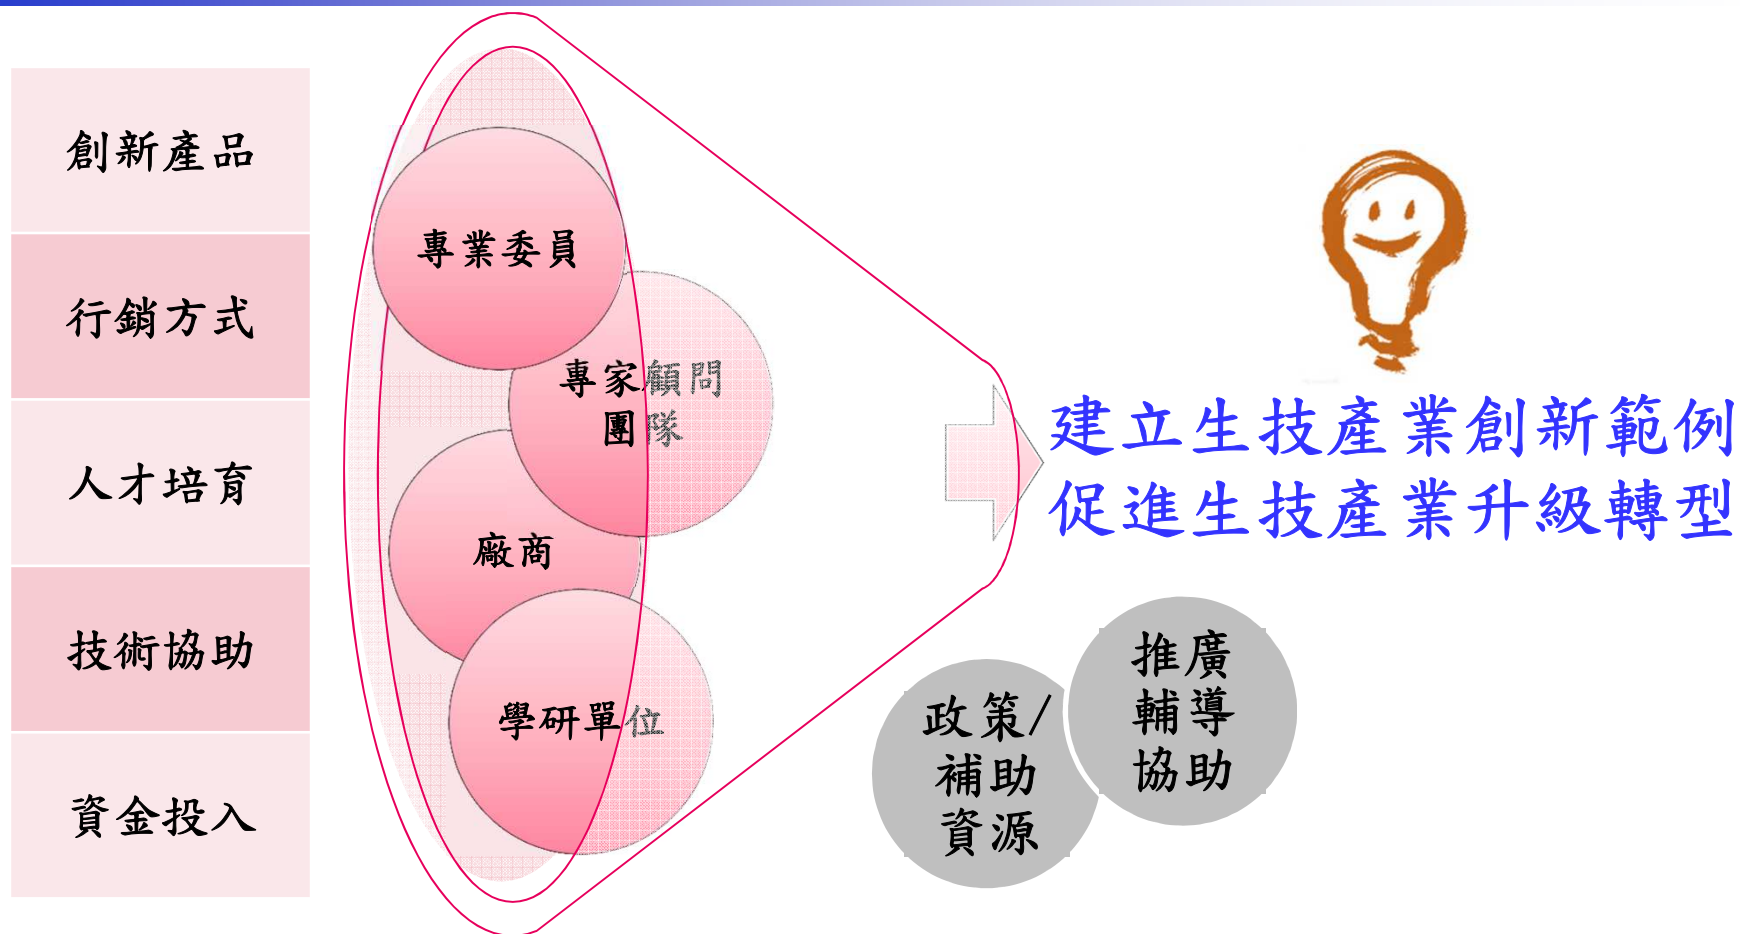 創新產品
行銷方式
人才培育
技術協助
資金投入
專業委員
專家顧問
團隊
廠商
學研單位
建立生技產業創新範例
促進生技產業升級轉型
政策/
補助
資源
推廣
輔導
協助